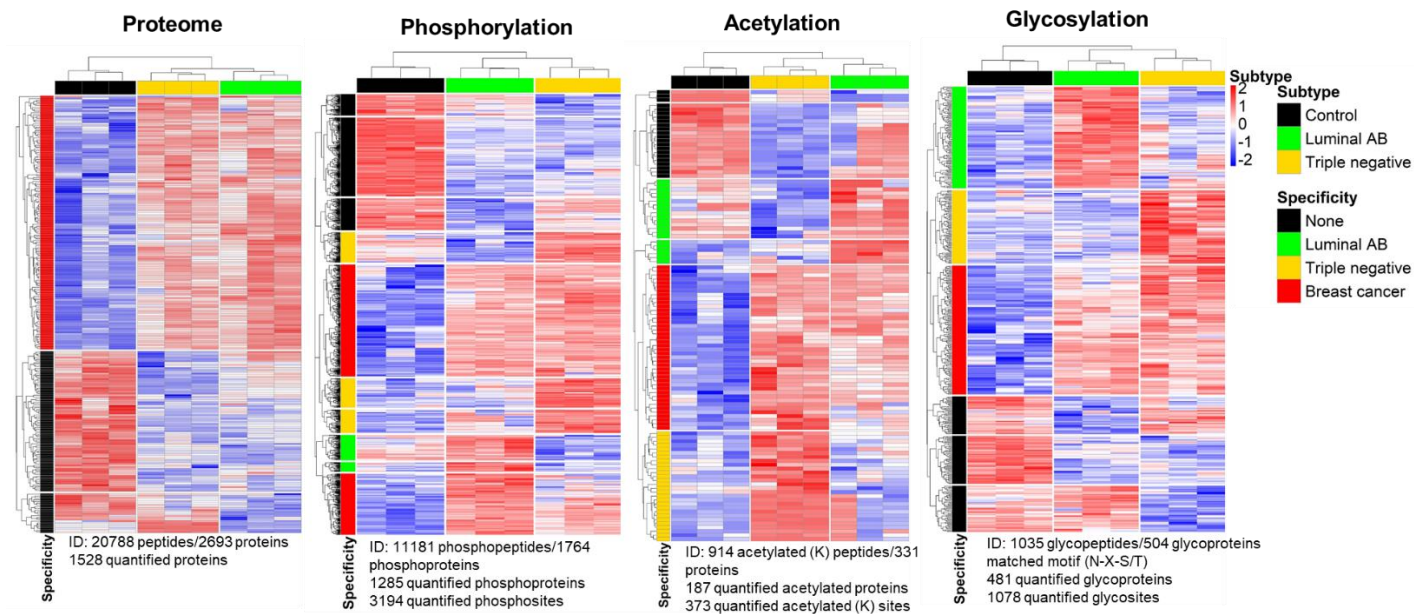 Proteome
Phosphorylation
Acetylation
Glycosylation
Subtype
2
1
0
-1
-2
Subtype
Control
Luminal AB
Triple negative
Specificity
None
Luminal AB
Triple negative
Breast cancer
Specificity
ID: 20788 peptides/2693 proteins
1528 quantified proteins
Specificity
ID: 11181 phosphopeptides/1764
phosphoproteins
1285 quantified phosphoproteins
3194 quantified phosphosites
Specificity
ID: 914 acetylated (K) peptides/331
proteins
187 quantified acetylated proteins
373 quantified acetylated (K) sites
Specificity
ID: 1035 glycopeptides/504 glycoproteins
matched motif (N-X-S/T)
481 quantified glycoproteins
1078 quantified glycosites